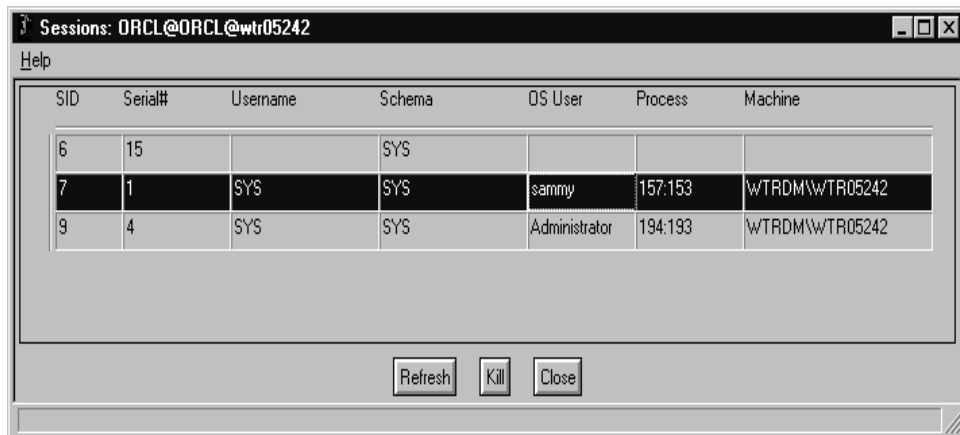 Sessions: ORCL@ORCL@wtr05242
Help
SID Serial# Username Schema OS User Process Machine
6 15 SYS
7 1 SYS SYS sammy 157:153 WTRDM\WTR05242
9 4 SYS SYS Administrator 194:193 WTRDM\WTR05242
Refresh Kill Close